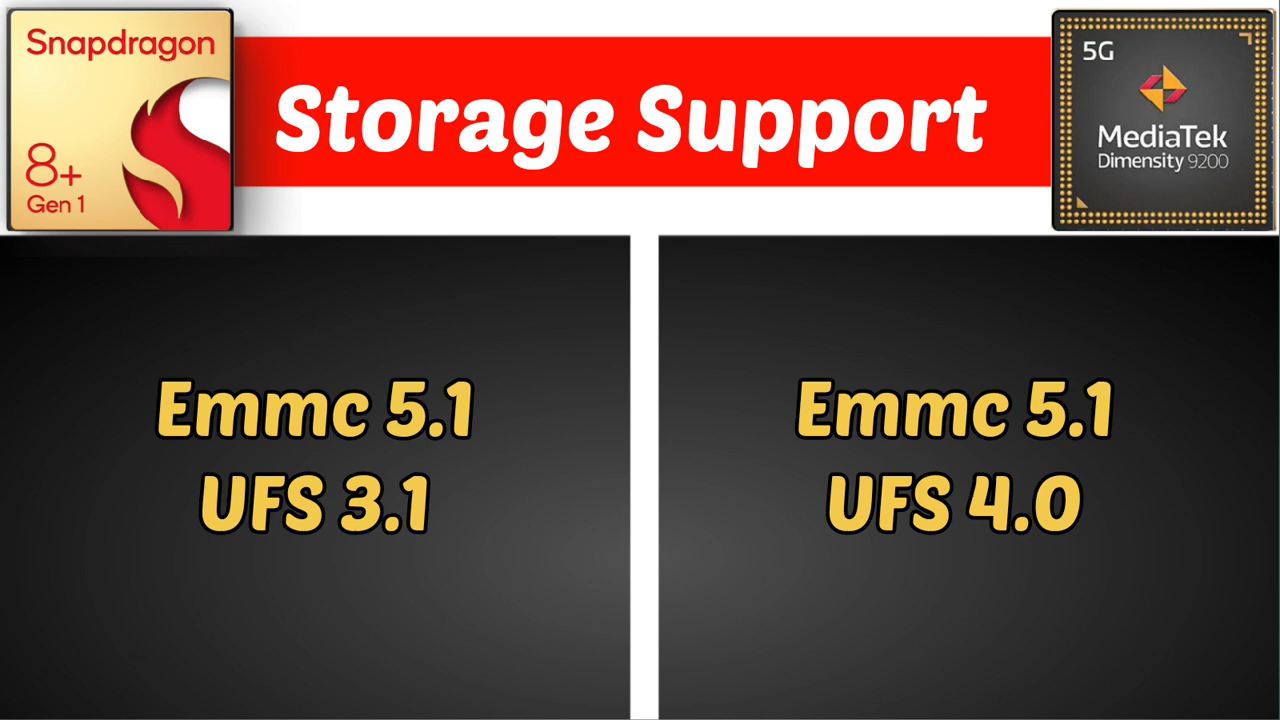 Snapdragon
8+
Gen 1
Storage Support
5G
MediaTek
Dimensity 9200
Emmc 5.1
UFS 3.1
Emmc 5.1
UFS 4.0